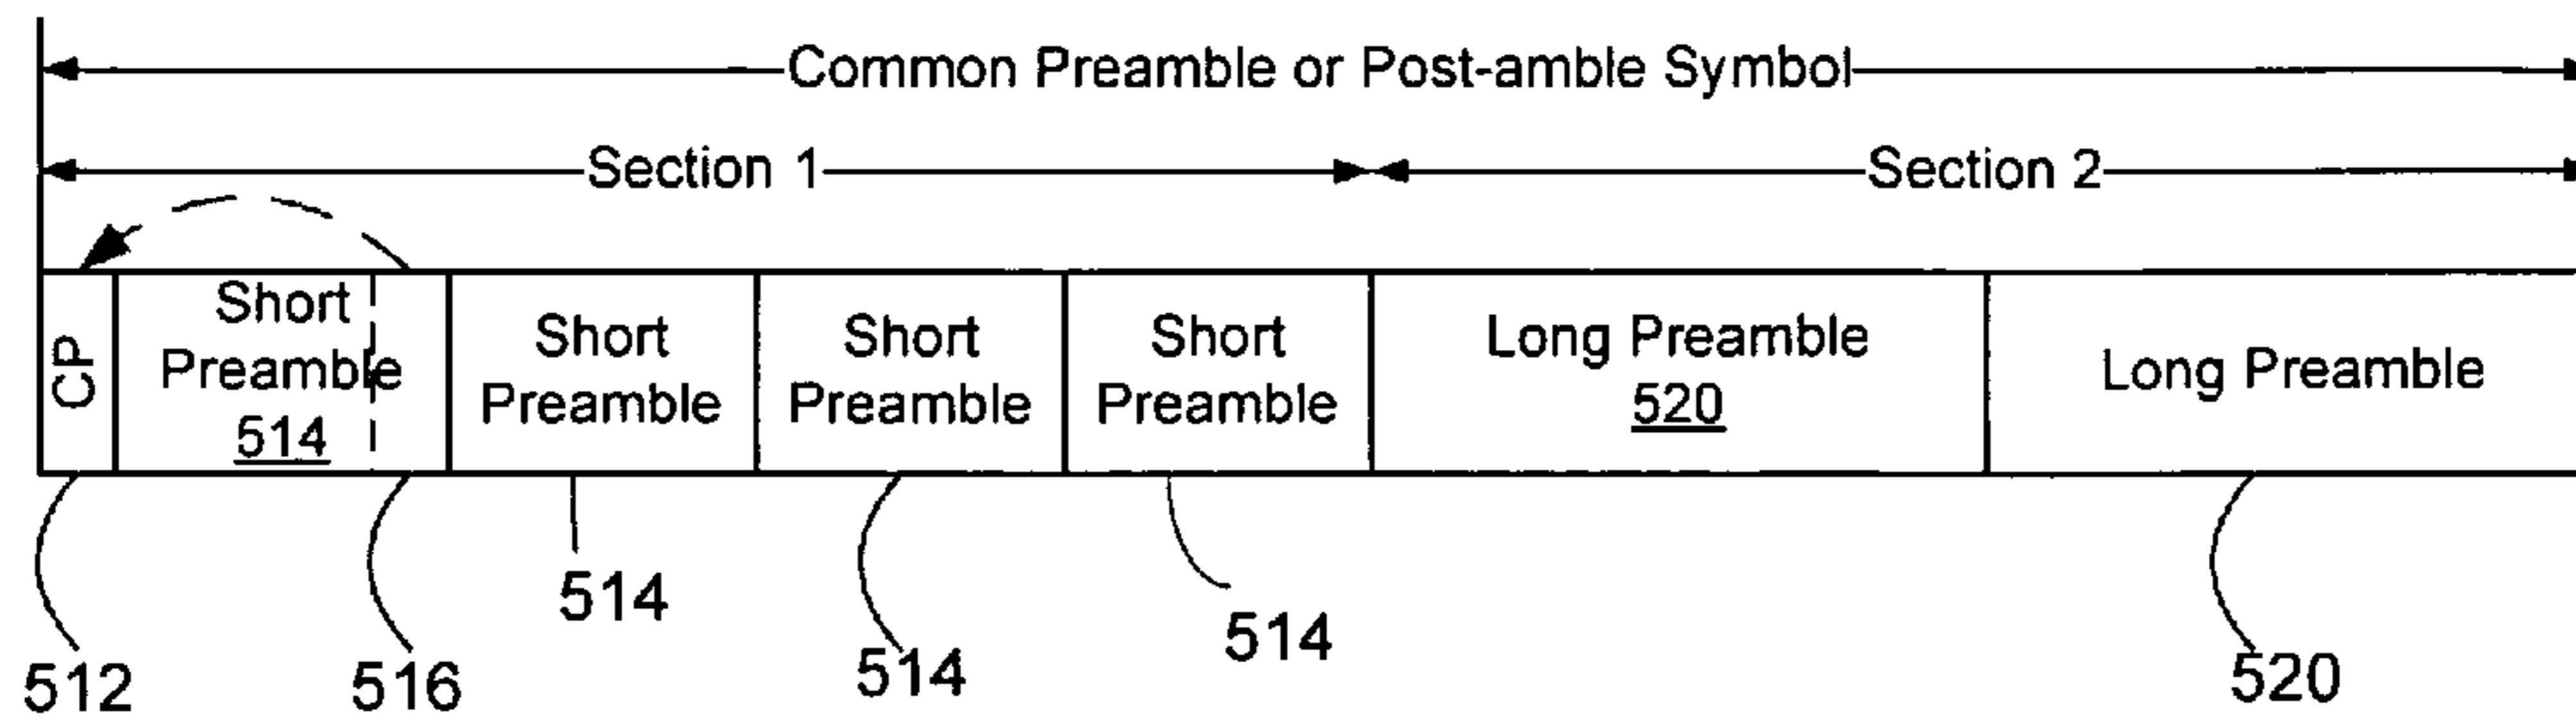 Common Preamble or Post-amble Symbol
Section 1
Section 2
CP
Short
Preamble
514
Short
Preamble
Short
Preamble
Short
Preamble
Long Preamble
520
Long Preamble
512
516
514
514
514
520